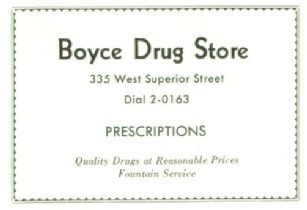 Boyce Drug Store
335 West Superior Street
Dial 2-0163
PRESCRIPTIONS
Quality Drugs at Reasonable Prices
Fountain Service